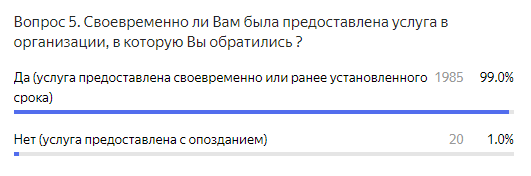 Вопрос 5. Своевременно ли Вам была предоставлена услуга в
организации, в которую Вы обратились ?
Да (услуга предоставлена своевременно или ранее установленного срока) 1985 99.0%
Нет (услуга предоставлена с опозданием) 20 1.0%